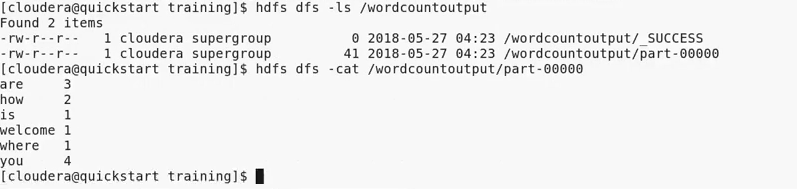 [cloudera@quickstart training]$ hdfs dfs -ls /wordcountoutput
Found 2 items
-rw-r--r--   1 cloudera supergroup          0 2018-05-27 04:23 /wordcountoutput/_SUCCESS
-rw-r--r--   1 cloudera supergroup         41 2018-05-27 04:23 /wordcountoutput/part-00000
[cloudera@quickstart training]$ hdfs dfs -cat /wordcountoutput/part-00000
are     3
how     2
is      1
welcome 1
where   1
you     4
[cloudera@quickstart training]$